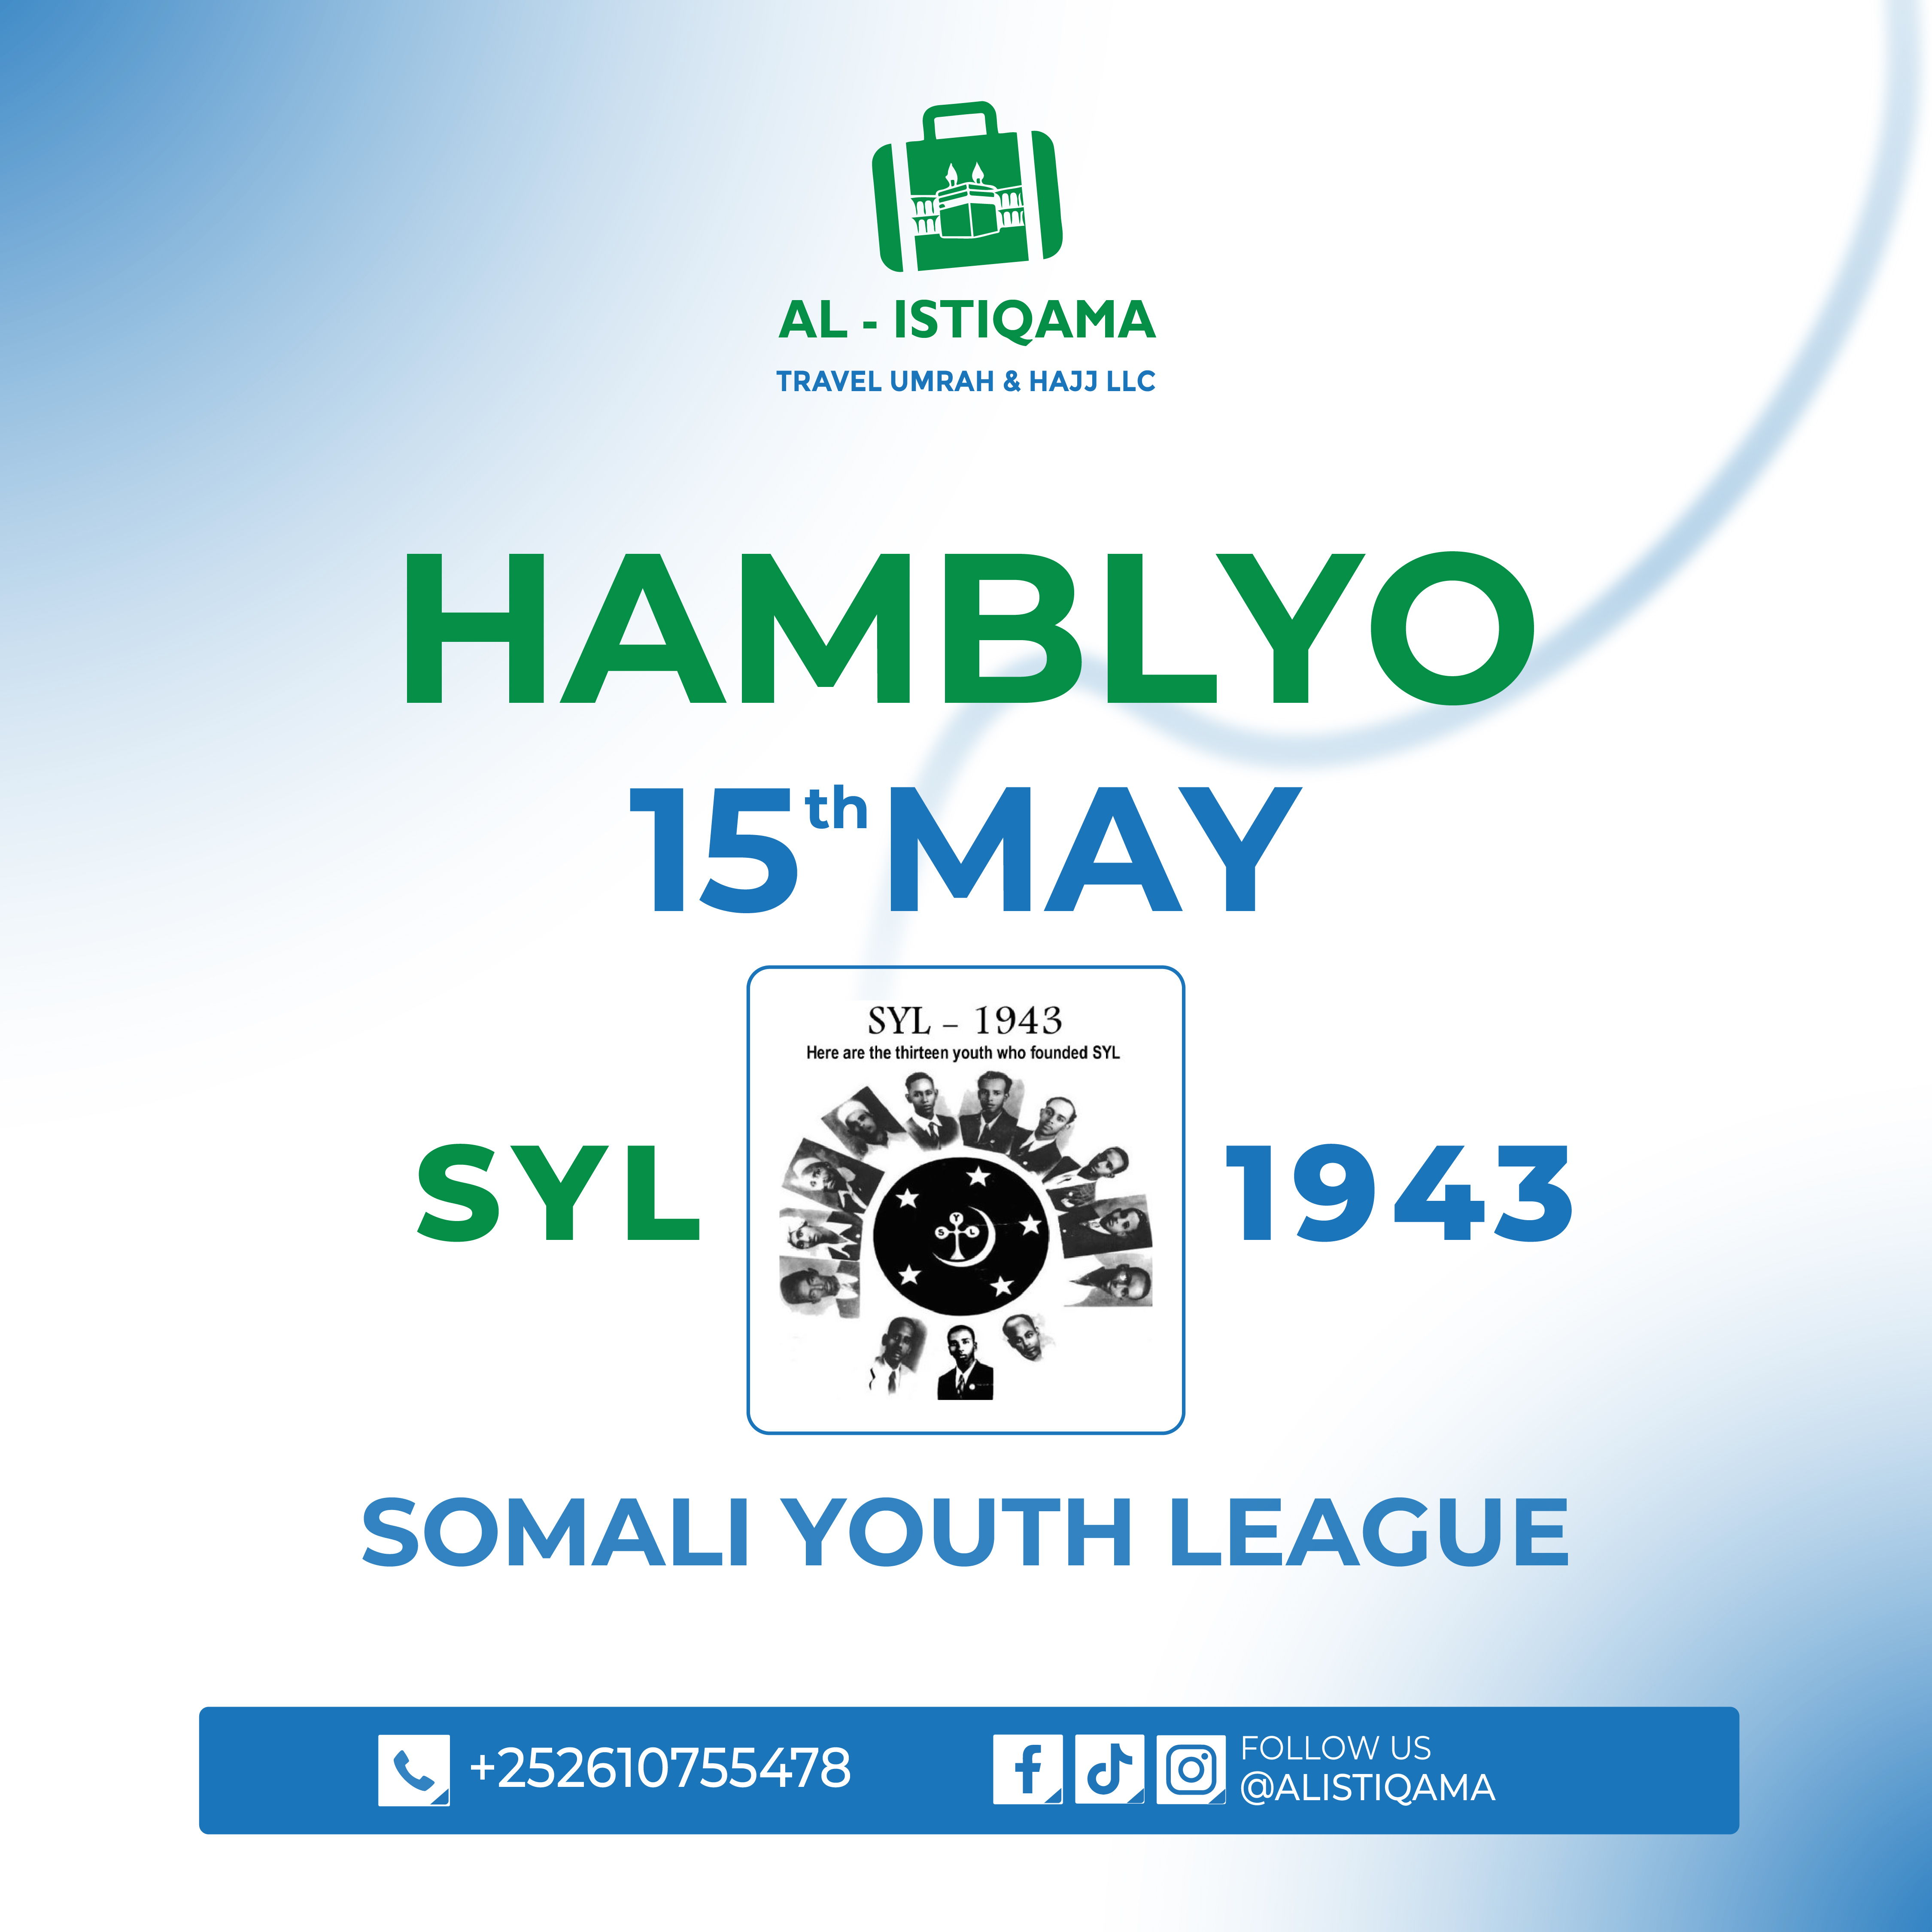 AL - ISTIQAMA
TRAVEL UMRAH & HAJJ LLC
HAMBLYO
15th MAY
SYL – 1943
Here are the thirteen youth who founded SYL
Y
S L
SYL
1943
SOMALI YOUTH LEAGUE
+252610755478
FOLLOW US
@ALISTIQAMA